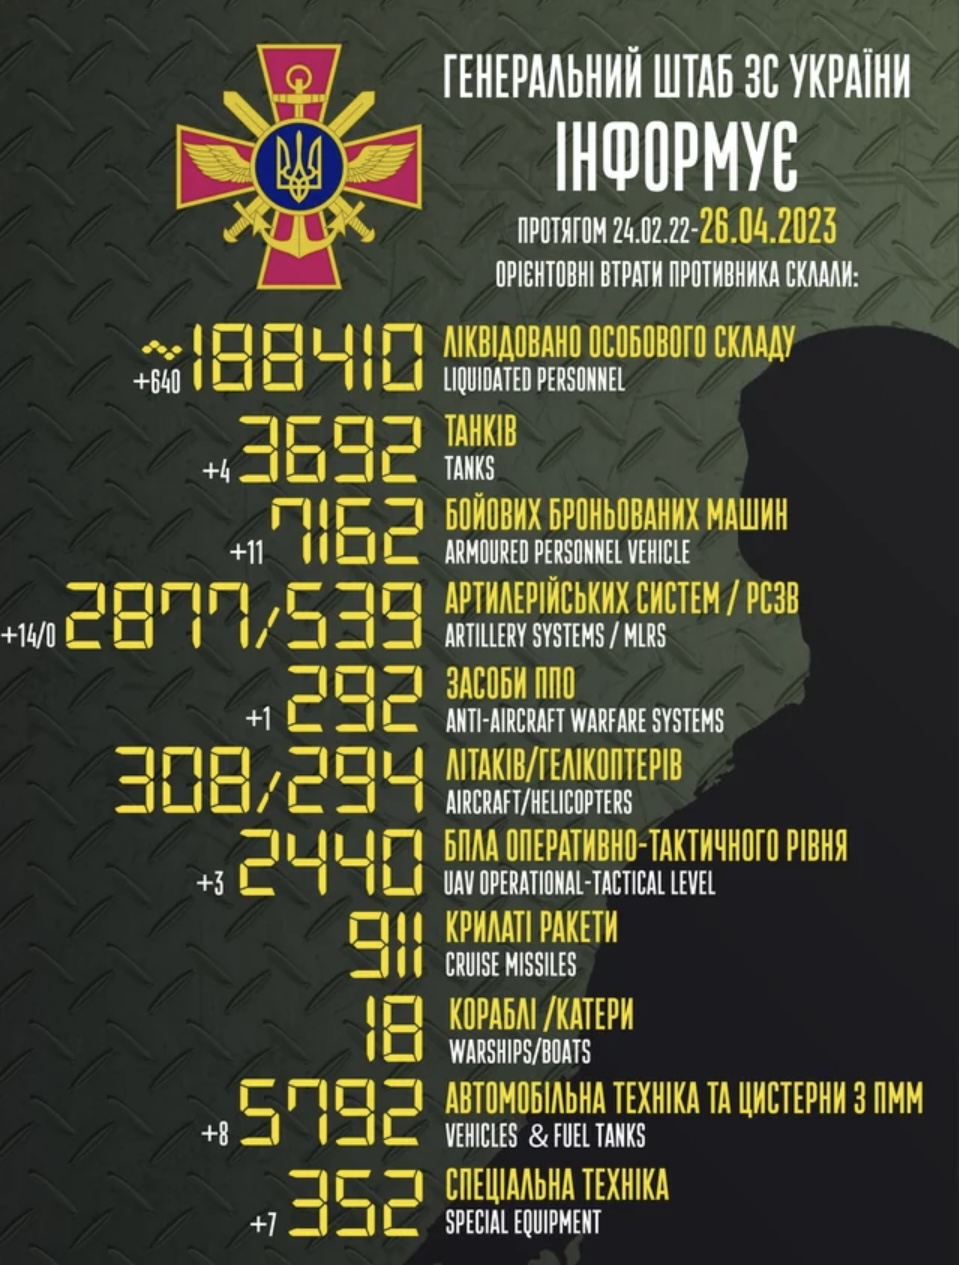 ГЕНЕРАЛЬНИЙ ШТАБ ЗС УКРАЇНИ
ІНФОРМУЄ
ПРОТЯГОМ 24.02.22-26.04.2023
ОРІЄНТОВНІ ВТРАТИ ПРОТИВНИКА СКЛАЛИ:
~188410 ЛІКВІДОВАНО ОСОБОВОГО СКЛАДУ
+640 LIQUIDATED PERSONNEL
3692 ТАНКІВ
+4 TANKS
7162 БОЙОВИХ БРОНЬОВАНИХ МАШИН
+11 ARMOURED PERSONNEL VEHICLE
2877/539 АРТИЛЕРІЙСЬКИХ СИСТЕМ / РСЗВ
+14/0 ARTILLERY SYSTEMS / MLRS
292 ЗАСОБИ ППО
+1 ANTI-AIRCRAFT WARFARE SYSTEMS
308/294 ЛІТАКІВ/ГЕЛІКОПТЕРІВ
AIRCRAFT/HELICOPTERS
2440 БПЛА ОПЕРАТИВНО-ТАКТИЧНОГО РІВНЯ
+3 UAV OPERATIONAL-TACTICAL LEVEL
911 КРИЛАТІ РАКЕТИ
CRUISE MISSILES
18 КОРАБЛІ /КАТЕРИ
WARSHIPS/BOATS
5792 АВТОМОБІЛЬНА ТЕХНІКА ТА ЦИСТЕРНИ З ПММ
+8 VEHICLES & FUEL TANKS
352 СПЕЦІАЛЬНА ТЕХНІКА
+7 SPECIAL EQUIPMENT